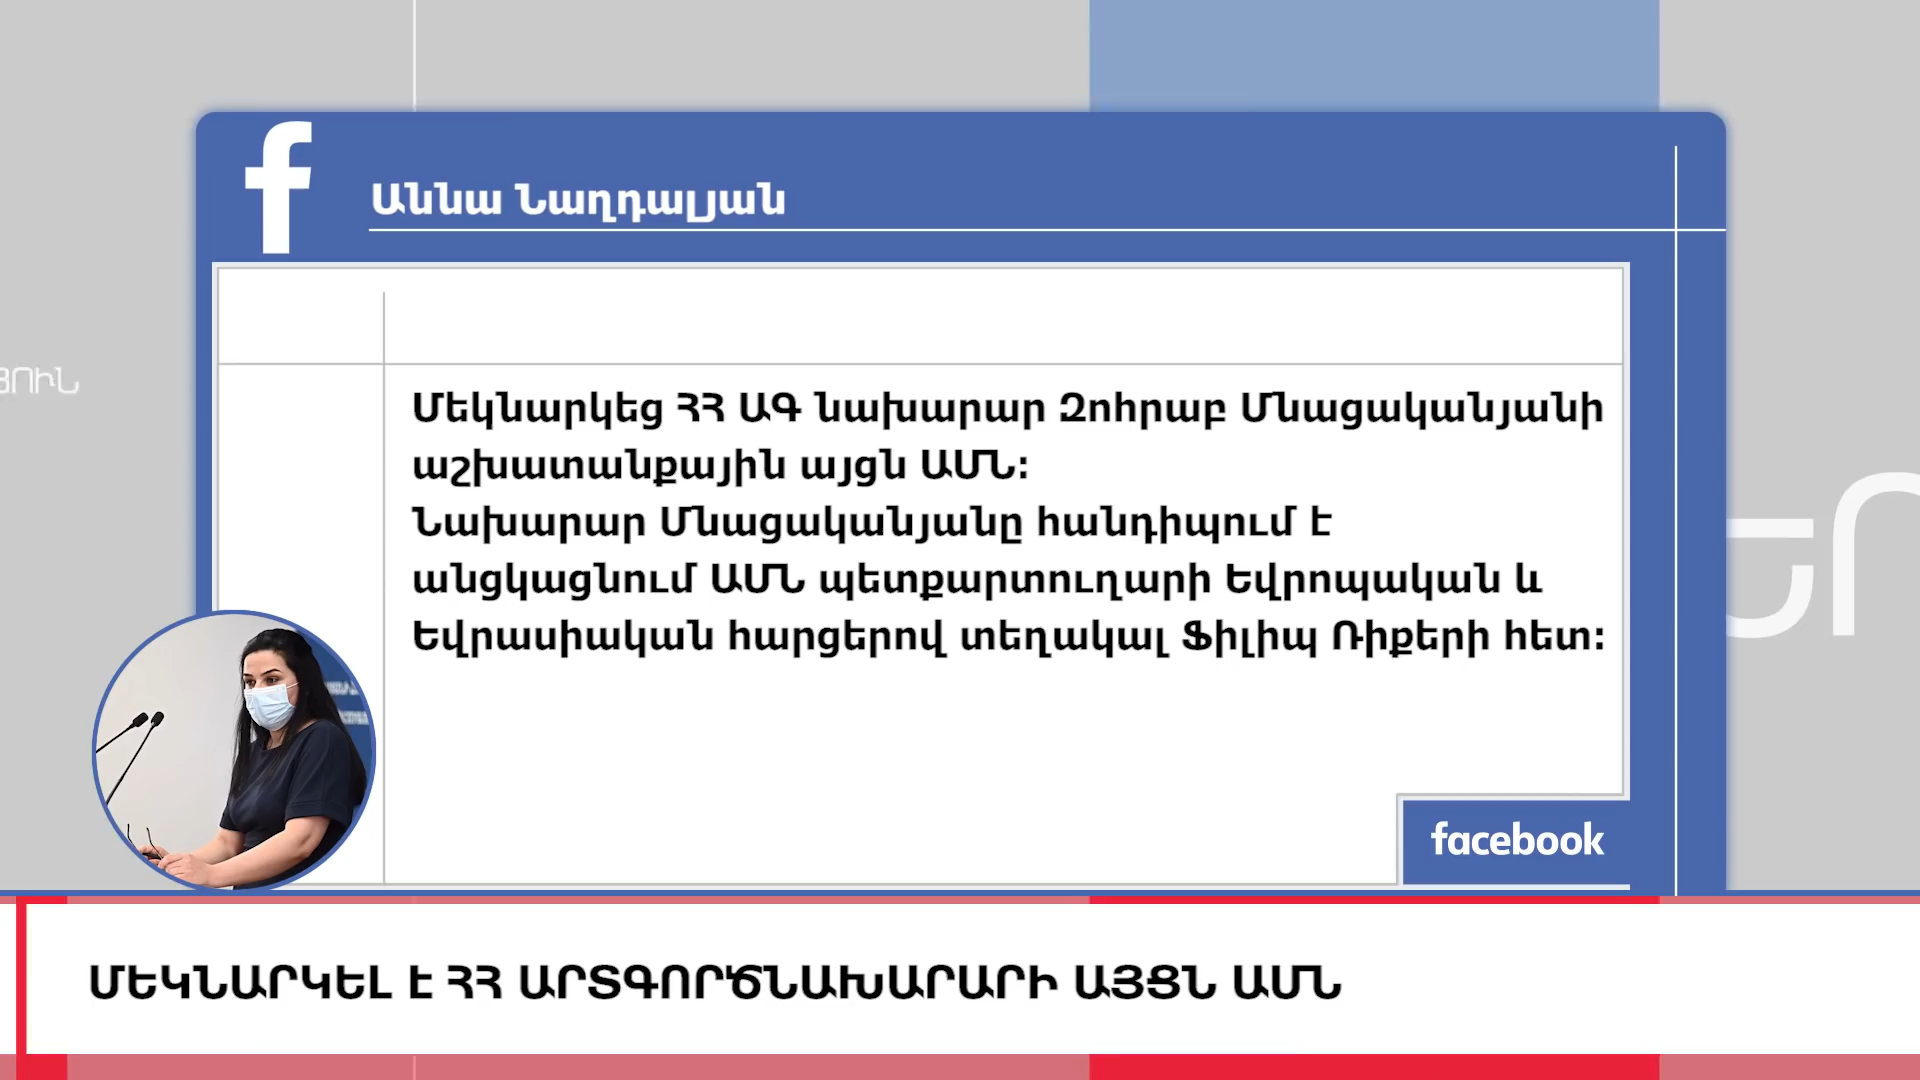 Աննա Նաղդալյան
Մեկնարկեց ՀՀ ԱԳ նախարար Զոհրաբ Մնացականյանի
աշխատանքային այցն ԱՄՆ:
Նախարար Մնացականյանը հանդիպում է
անցկացնում ԱՄՆ պետքարտուղարի Եվրոպական և
Եվրասիական հարցերով տեղակալ Ֆիլիպ Ռիքերի հետ:
facebook
ՄԵԿՆԱՐԿԵԼ Է ՀՀ ԱՐՏԳՈՐԾՆԱԽԱՐԱՐԻ ԱՅՑՆ ԱՄՆ